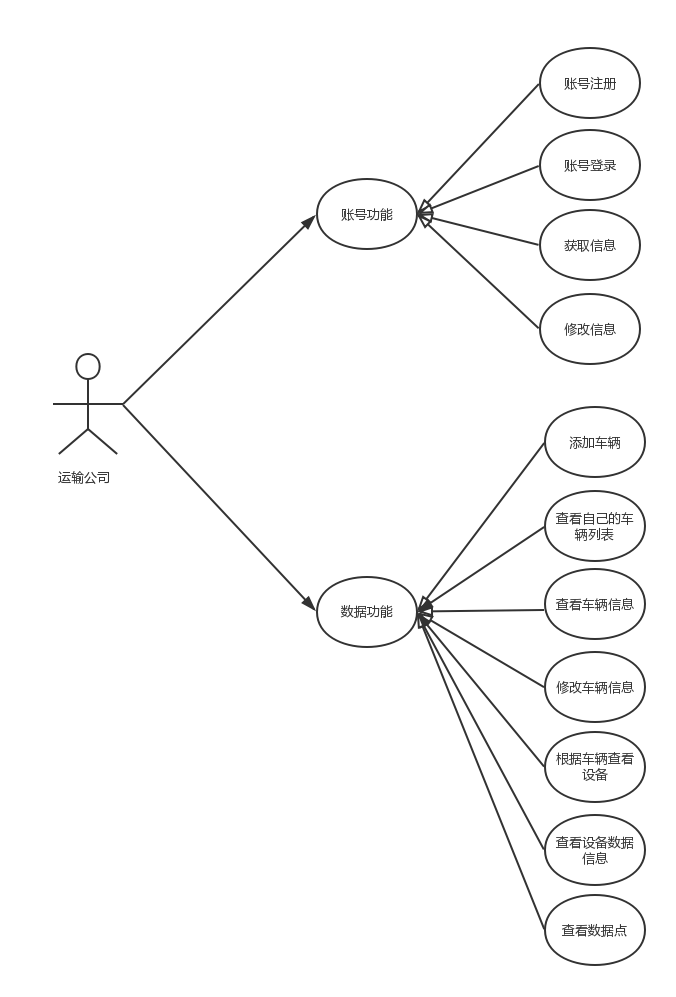 账号注册
账号登录
账号功能
获取信息
修改信息
运输公司
添加车辆
查看自己的车
辆列表
查看车辆信息
数据功能
修改车辆信息
根据车辆查看
设备
查看设备数据
信息
查看数据点